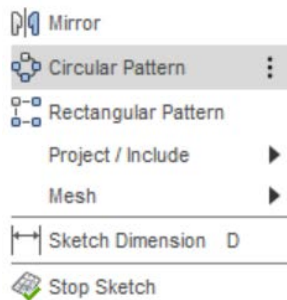 Mirror
Circular Pattern
Rectangular Pattern
Project / Include
Mesh
Sketch Dimension D
Stop Sketch